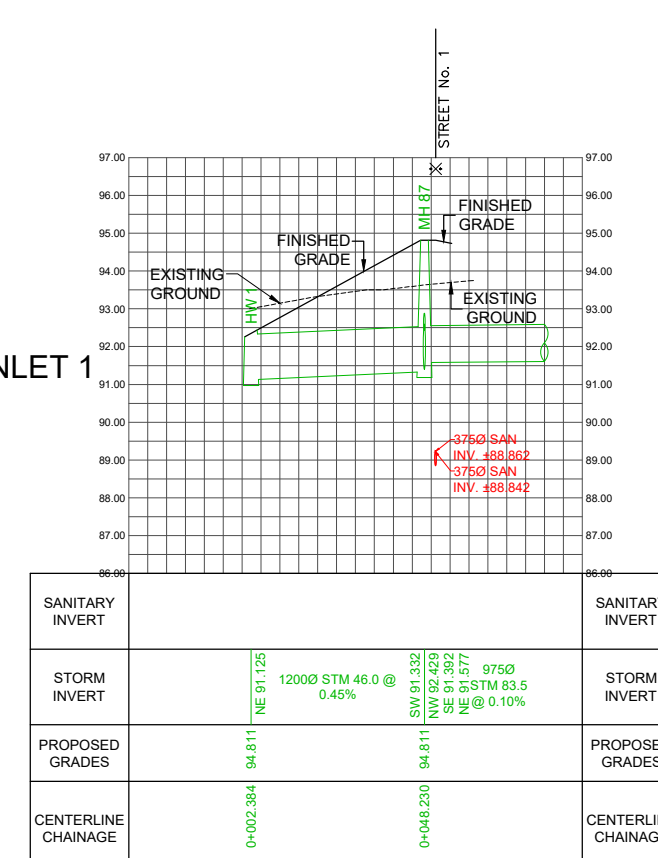 STREET No. 1
97.00
97.00
96.00
96.00
MH 87
FINISHED
GRADE
95.00
95.00
FINISHED
GRADE
94.00
94.00
EXISTING
GROUND
HW 1
EXISTING
GROUND
93.00
93.00
92.00
92.00
NLET 1
91.00
91.00
90.00
90.00
375Ø SAN
INV. ±88.862
375Ø SAN
INV. ±88.842
89.00
89.00
88.00
88.00
87.00
87.00
86.00
86.00
SANITARY
INVERT
SANITARY
INVERT
STORM
INVERT
NE 91.125
1200Ø STM 46.0 @
0.45%
SW 91.332
NW 92.429
SE 91.392
NE 91.577
975Ø
STM 83.5
@ 0.10%
STORM
INVERT
PROPOSED
GRADES
94.811
94.811
PROPOSED
GRADES
CENTERLINE
CHAINAGE
0+002.384
0+048.230
CENTERLINE
CHAINAGE